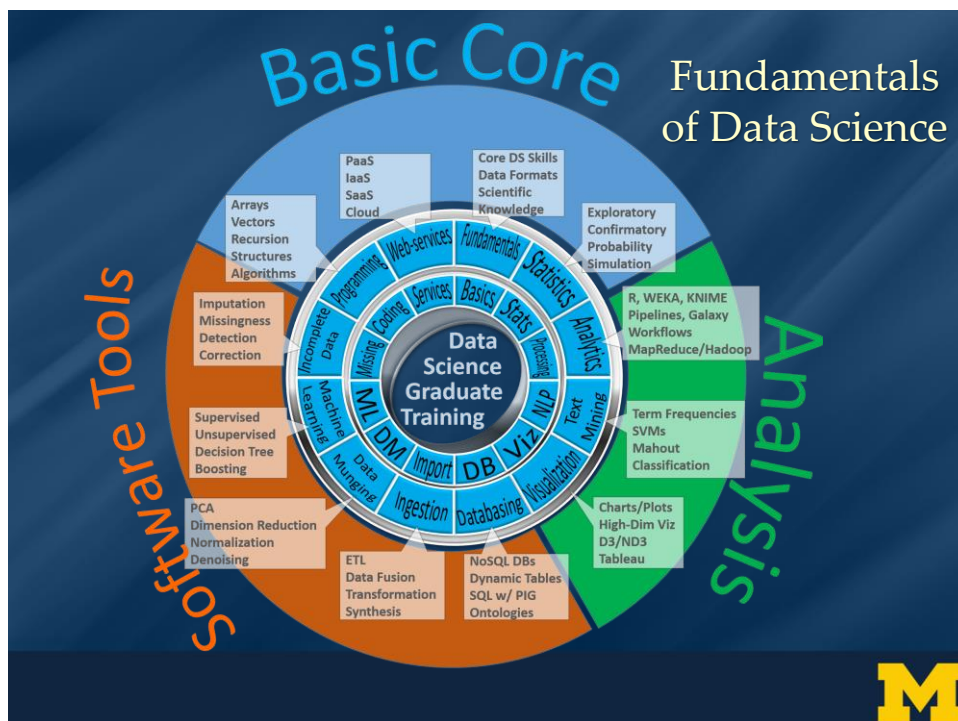 Basic Core
Fundamentals
of Data Science
PaaS
IaaS
SaaS
Cloud
Core DS Skills
Data Formats
Scientific
Knowledge
Arrays
Vectors
Recursion
Structures
Algorithms
Exploratory
Confirmatory
Probability
Simulation
Imputation
Missingness
Detection
Correction
R, WEKA, KNIME
Pipelines, Galaxy
Workflows
MapReduce/Hadoop
Supervised
Unsupervised
Decision Tree
Boosting
Term Frequencies
SVMs
Mahout
Classification
PCA
Dimension Reduction
Normalization
Denoising
Charts/Plots
High-Dim Viz
D3/ND3
Tableau
ETL
Data Fusion
Transformation
Synthesis
NoSQL DBs
Dynamic Tables
SQL w/ PIG
Ontologies
Software Tools
Analysis
Fundamentals
Statistics
Analytics
Text
Mining
Visualization
Databasing
Ingestion
Data
Munging
Machine
Learning
Incomplete
Data
Programming
Web-services
Basics
Stats
Processing
NLP
Viz
DB
Import
DM
ML
Missing
Coding
Services
Data
Science
Graduate
Training
M